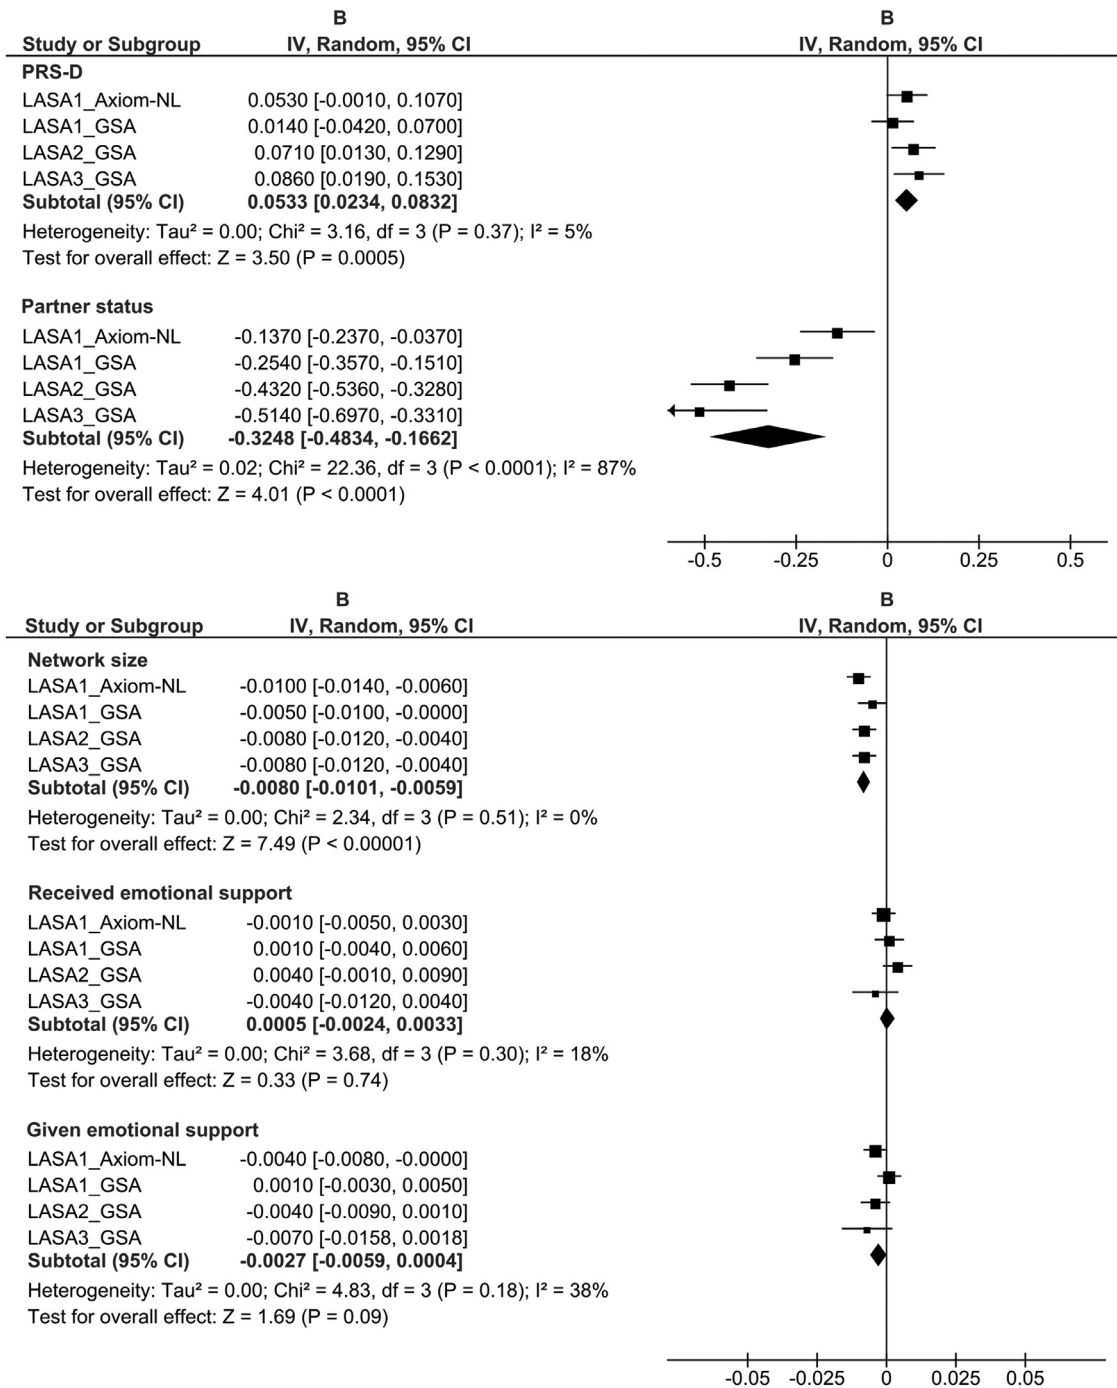 B B
Study or Subgroup IV, Random, 95% CI IV, Random, 95% CI
PRS-D
LASA1_Axiom-NL 0.0530 [-0.0010, 0.1070]
LASA1_GSA 0.0140 [-0.0420, 0.0700]
LASA2_GSA 0.0710 [0.0130, 0.1290]
LASA3_GSA 0.0860 [0.0190, 0.1530]
Subtotal (95% CI) 0.0533 [0.0234, 0.0832]
Heterogeneity: Tau² = 0.00; Chi² = 3.16, df = 3 (P = 0.37); I² = 5%
Test for overall effect: Z = 3.50 (P = 0.0005)
Partner status
LASA1_Axiom-NL -0.1370 [-0.2370, -0.0370]
LASA1_GSA -0.2540 [-0.3570, -0.1510]
LASA2_GSA -0.4320 [-0.5360, -0.3280]
LASA3_GSA -0.5140 [-0.6970, -0.3310]
Subtotal (95% CI) -0.3248 [-0.4834, -0.1662]
Heterogeneity: Tau² = 0.02; Chi² = 22.36, df = 3 (P < 0.0001); I² = 87%
Test for overall effect: Z = 4.01 (P < 0.0001)
-0.5 -0.25 0 0.25 0.5
B B
Study or Subgroup IV, Random, 95% CI IV, Random, 95% CI
Network size
LASA1_Axiom-NL -0.0100 [-0.0140, -0.0060]
LASA1_GSA -0.0050 [-0.0100, -0.0000]
LASA2_GSA -0.0080 [-0.0120, -0.0040]
LASA3_GSA -0.0080 [-0.0120, -0.0040]
Subtotal (95% CI) -0.0080 [-0.0101, -0.0059]
Heterogeneity: Tau² = 0.00; Chi² = 2.34, df = 3 (P = 0.51); I² = 0%
Test for overall effect: Z = 7.49 (P < 0.00001)
Received emotional support
LASA1_Axiom-NL -0.0010 [-0.0050, 0.0030]
LASA1_GSA 0.0010 [-0.0040, 0.0060]
LASA2_GSA 0.0040 [-0.0010, 0.0090]
LASA3_GSA -0.0040 [-0.0120, 0.0040]
Subtotal (95% CI) 0.0005 [-0.0024, 0.0033]
Heterogeneity: Tau² = 0.00; Chi² = 3.68, df = 3 (P = 0.30); I² = 18%
Test for overall effect: Z = 0.33 (P = 0.74)
Given emotional support
LASA1_Axiom-NL -0.0040 [-0.0080, -0.0000]
LASA1_GSA 0.0010 [-0.0030, 0.0050]
LASA2_GSA -0.0040 [-0.0090, 0.0010]
LASA3_GSA -0.0070 [-0.0158, 0.0018]
Subtotal (95% CI) -0.0027 [-0.0059, 0.0004]
Heterogeneity: Tau² = 0.00; Chi² = 4.83, df = 3 (P = 0.18); I² = 38%
Test for overall effect: Z = 1.69 (P = 0.09)
-0.05 -0.025 0 0.025 0.05